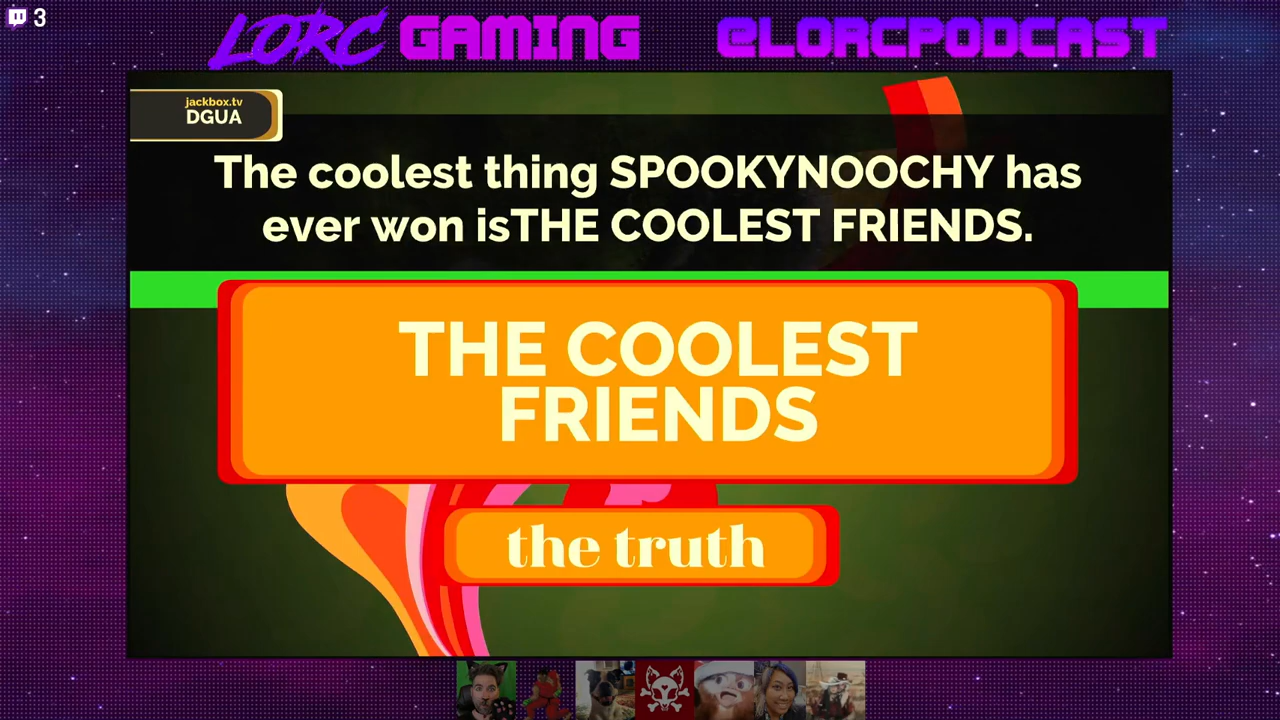 3
LORC GAMING @LORCPODCAST
jackbox.tv
DGUA
The coolest thing SPOOKYNOOCHY has
ever won isTHE COOLEST FRIENDS.
THE COOLEST
FRIENDS
the truth